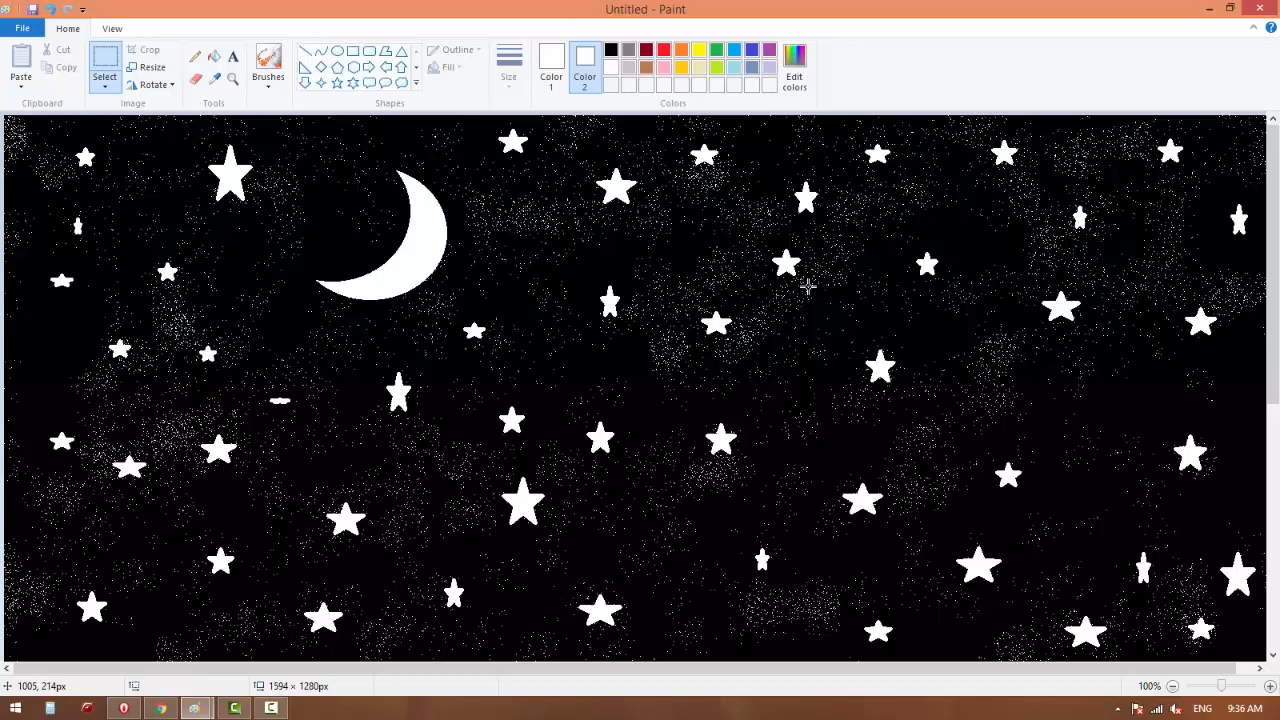 Untitled - Paint
File Home View
Paste
Cut
Copy
Clipboard
Select
Crop
Resize
Rotate
Image
A
Tools
Brushes
Outline
Fill
Shapes
Size
Color 1
Color 2
Edit colors
Colors
1005, 214px
1594 × 1280px
100%
ENG
9:36 AM